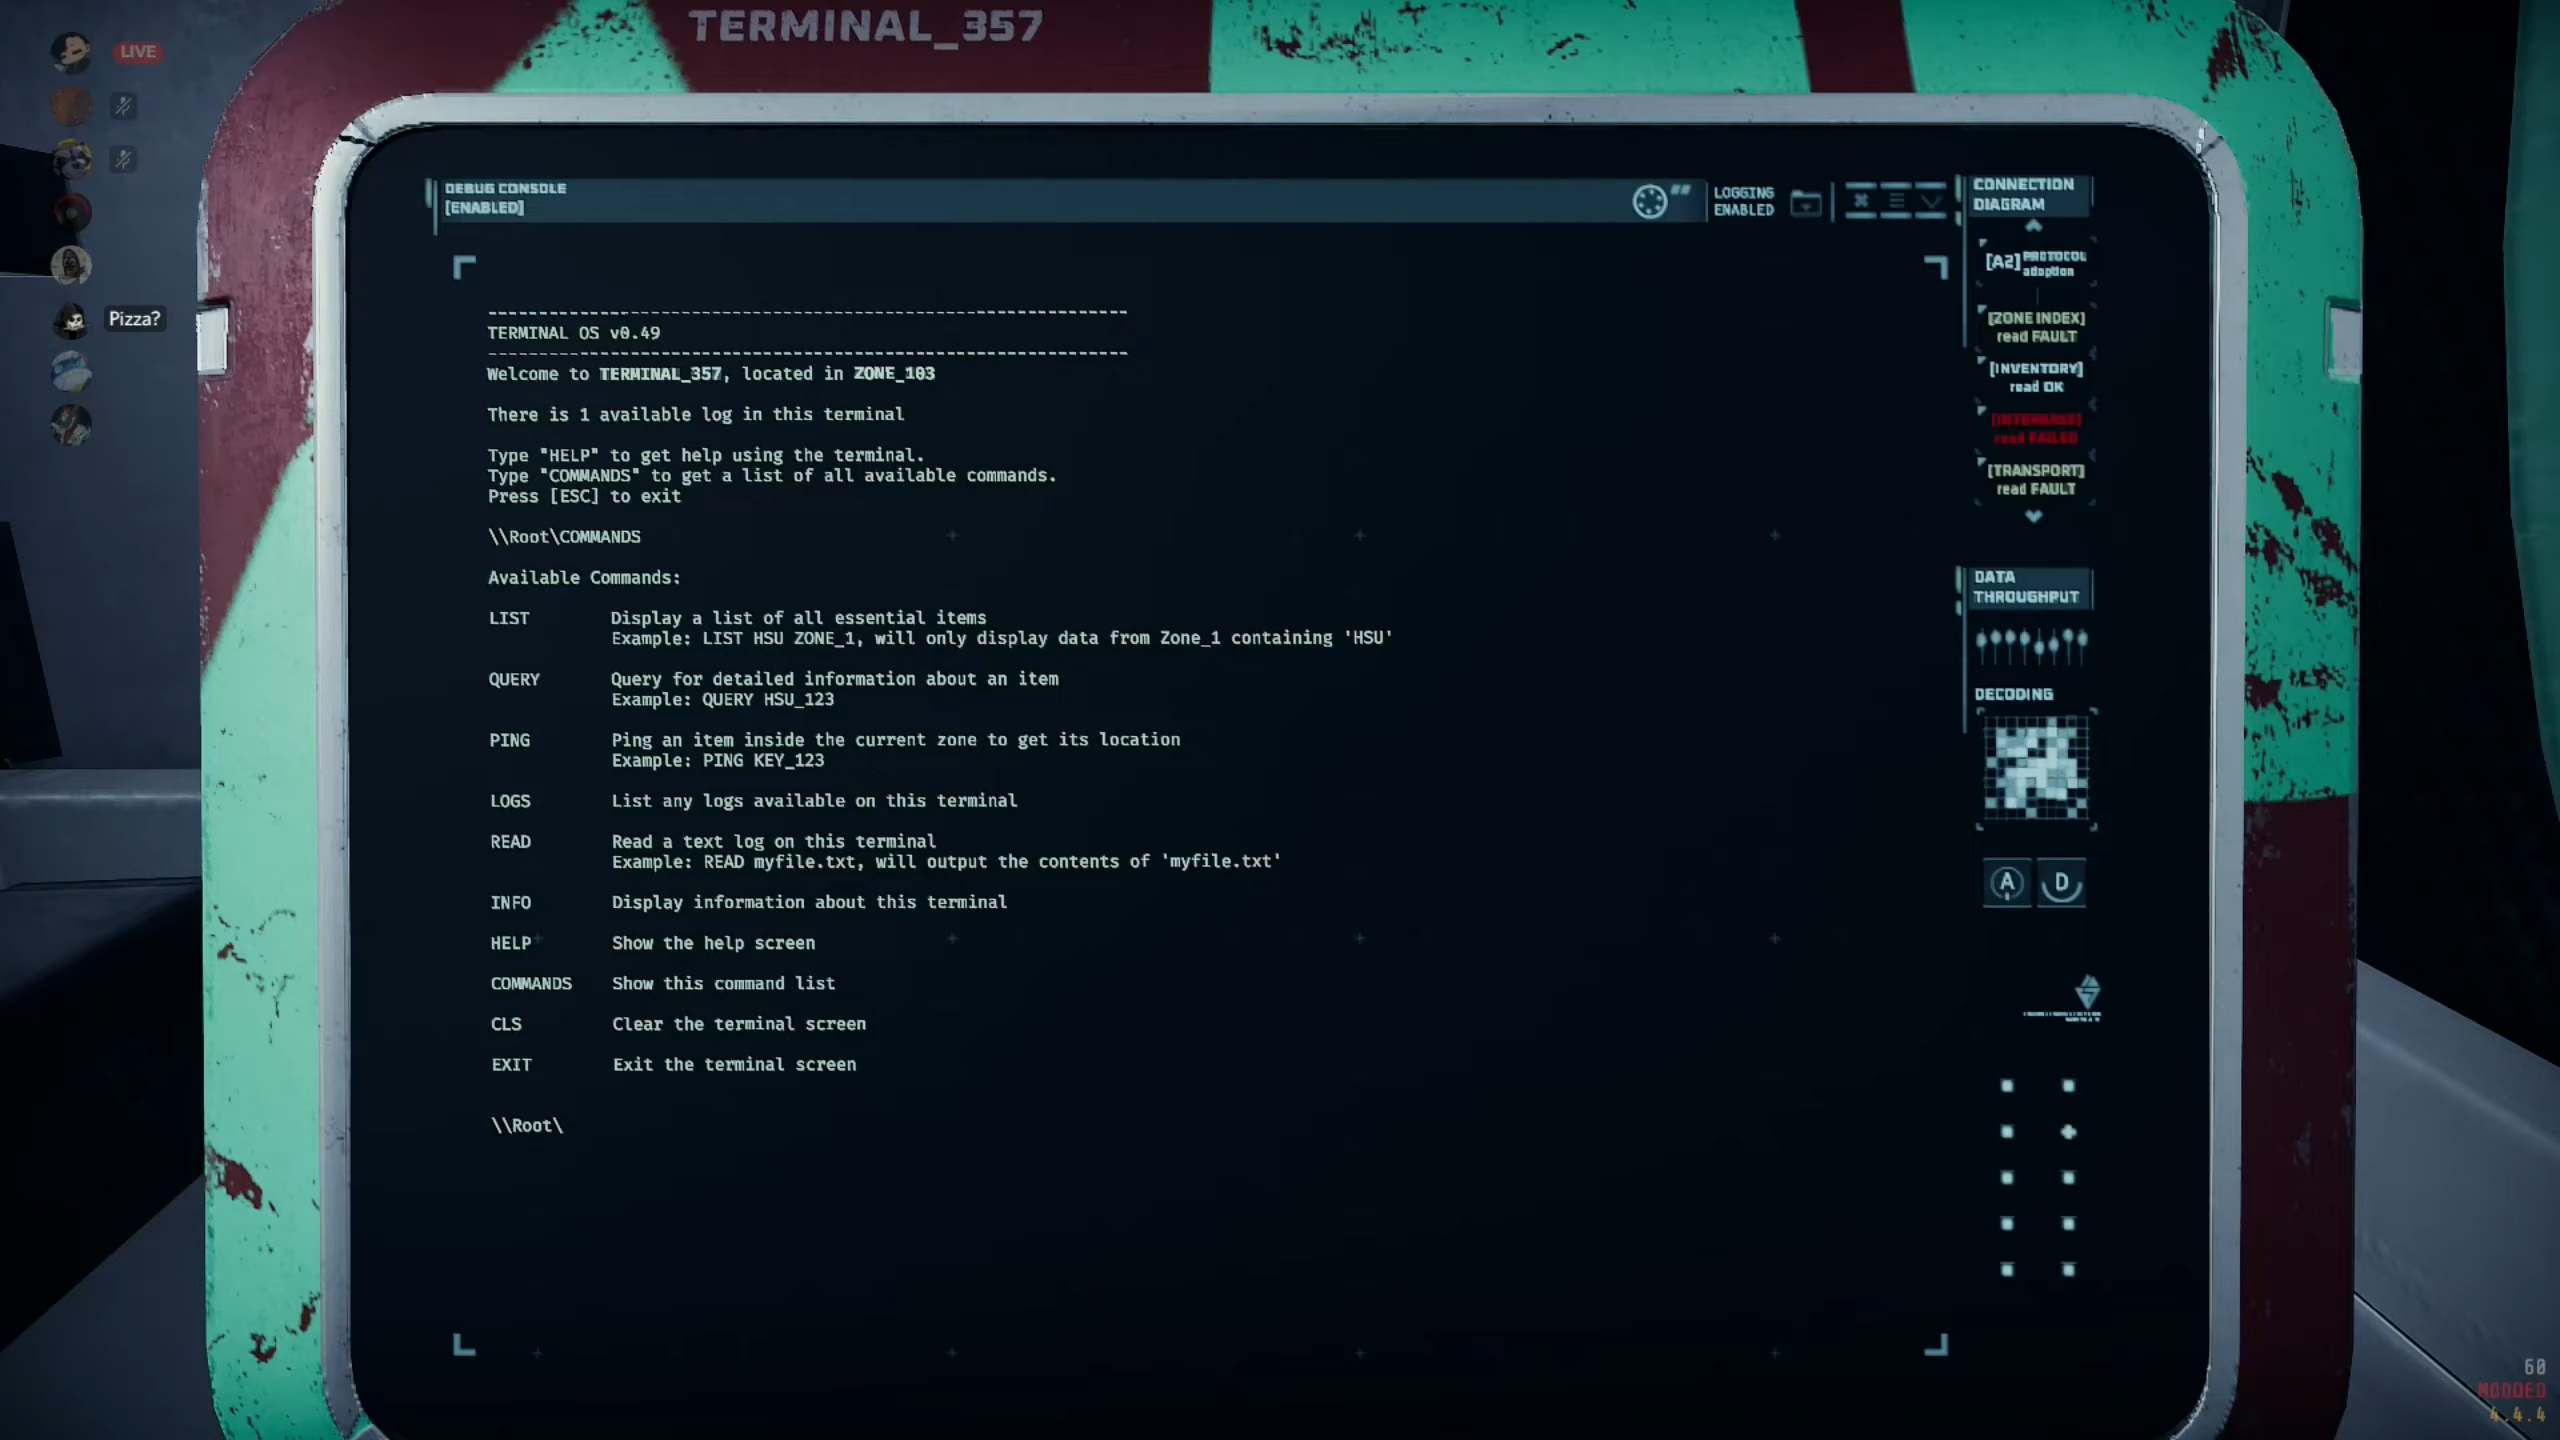 TERMINAL_357
LIVE
Pizza?
DEBUG CONSOLE
[ENABLED]
LOGGING
ENABLED
--------------------------------------------------------------
TERMINAL OS v0.49
--------------------------------------------------------------
Welcome to TERMINAL_357, located in ZONE_103
There is 1 available log in this terminal
Type "HELP" to get help using the terminal.
Type "COMMANDS" to get a list of all available commands.
Press [ESC] to exit
\\Root\COMMANDS
Available Commands:
LIST Display a list of all essential items
Example: LIST HSU ZONE_1, will only display data from Zone_1 containing 'HSU'
QUERY Query for detailed information about an item
Example: QUERY HSU_123
PING Ping an item inside the current zone to get its location
Example: PING KEY_123
LOGS List any logs available on this terminal
READ Read a text log on this terminal
Example: READ myfile.txt, will output the contents of 'myfile.txt'
INFO Display information about this terminal
HELP Show the help screen
COMMANDS Show this command list
CLS Clear the terminal screen
EXIT Exit the terminal screen
\\Root\
CONNECTION
DIAGRAM
[A2] PROTOCOL
adoption
[ZONE INDEX]
read FAULT
[INVENTORY]
read OK
[INTERBASE]
read FAILED
[TRANSPORT]
read FAULT
DATA
THROUGHPUT
DECODING
A D
60
MODDED
4.4.4